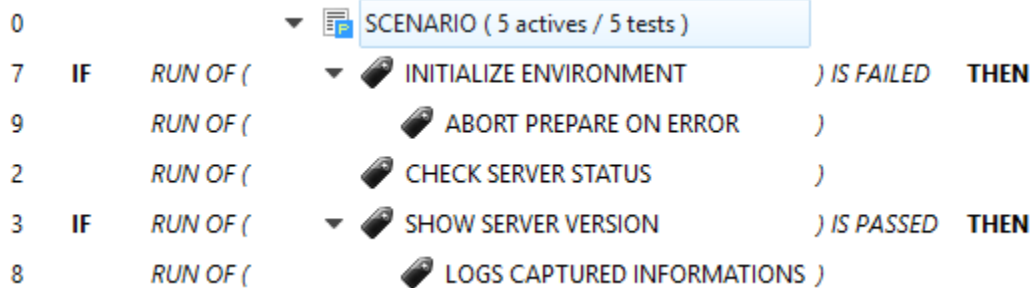 0 SCENARIO ( 5 actives / 5 tests )
7 IF RUN OF ( INITIALIZE ENVIRONMENT ) IS FAILED THEN
9 RUN OF ( ABORT PREPARE ON ERROR )
2 RUN OF ( CHECK SERVER STATUS )
3 IF RUN OF ( SHOW SERVER VERSION ) IS PASSED THEN
8 RUN OF ( LOGS CAPTURED INFORMATIONS )